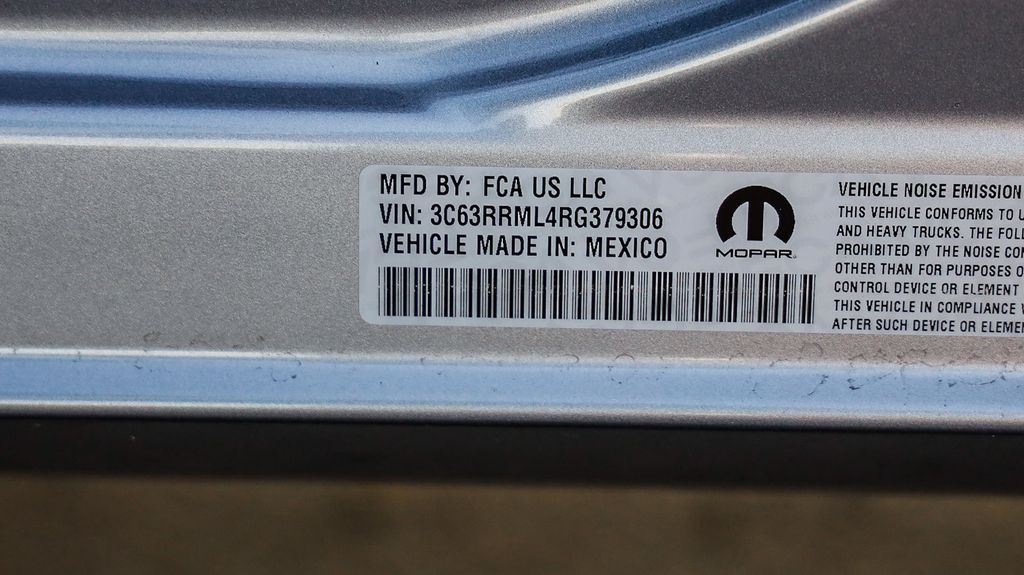 MFD BY: FCA US LLC
VIN: 3C63RRML4RG379306
VEHICLE MADE IN: MEXICO
MOPAR
VEHICLE NOISE EMISSION
THIS VEHICLE CONFORMS TO U
AND HEAVY TRUCKS. THE FOLL
PROHIBITED BY THE NOISE CON
OTHER THAN FOR PURPOSES O
CONTROL DEVICE OR ELEMENT
THIS VEHICLE IN COMPLIANCE
AFTER SUCH DEVICE OR ELEME